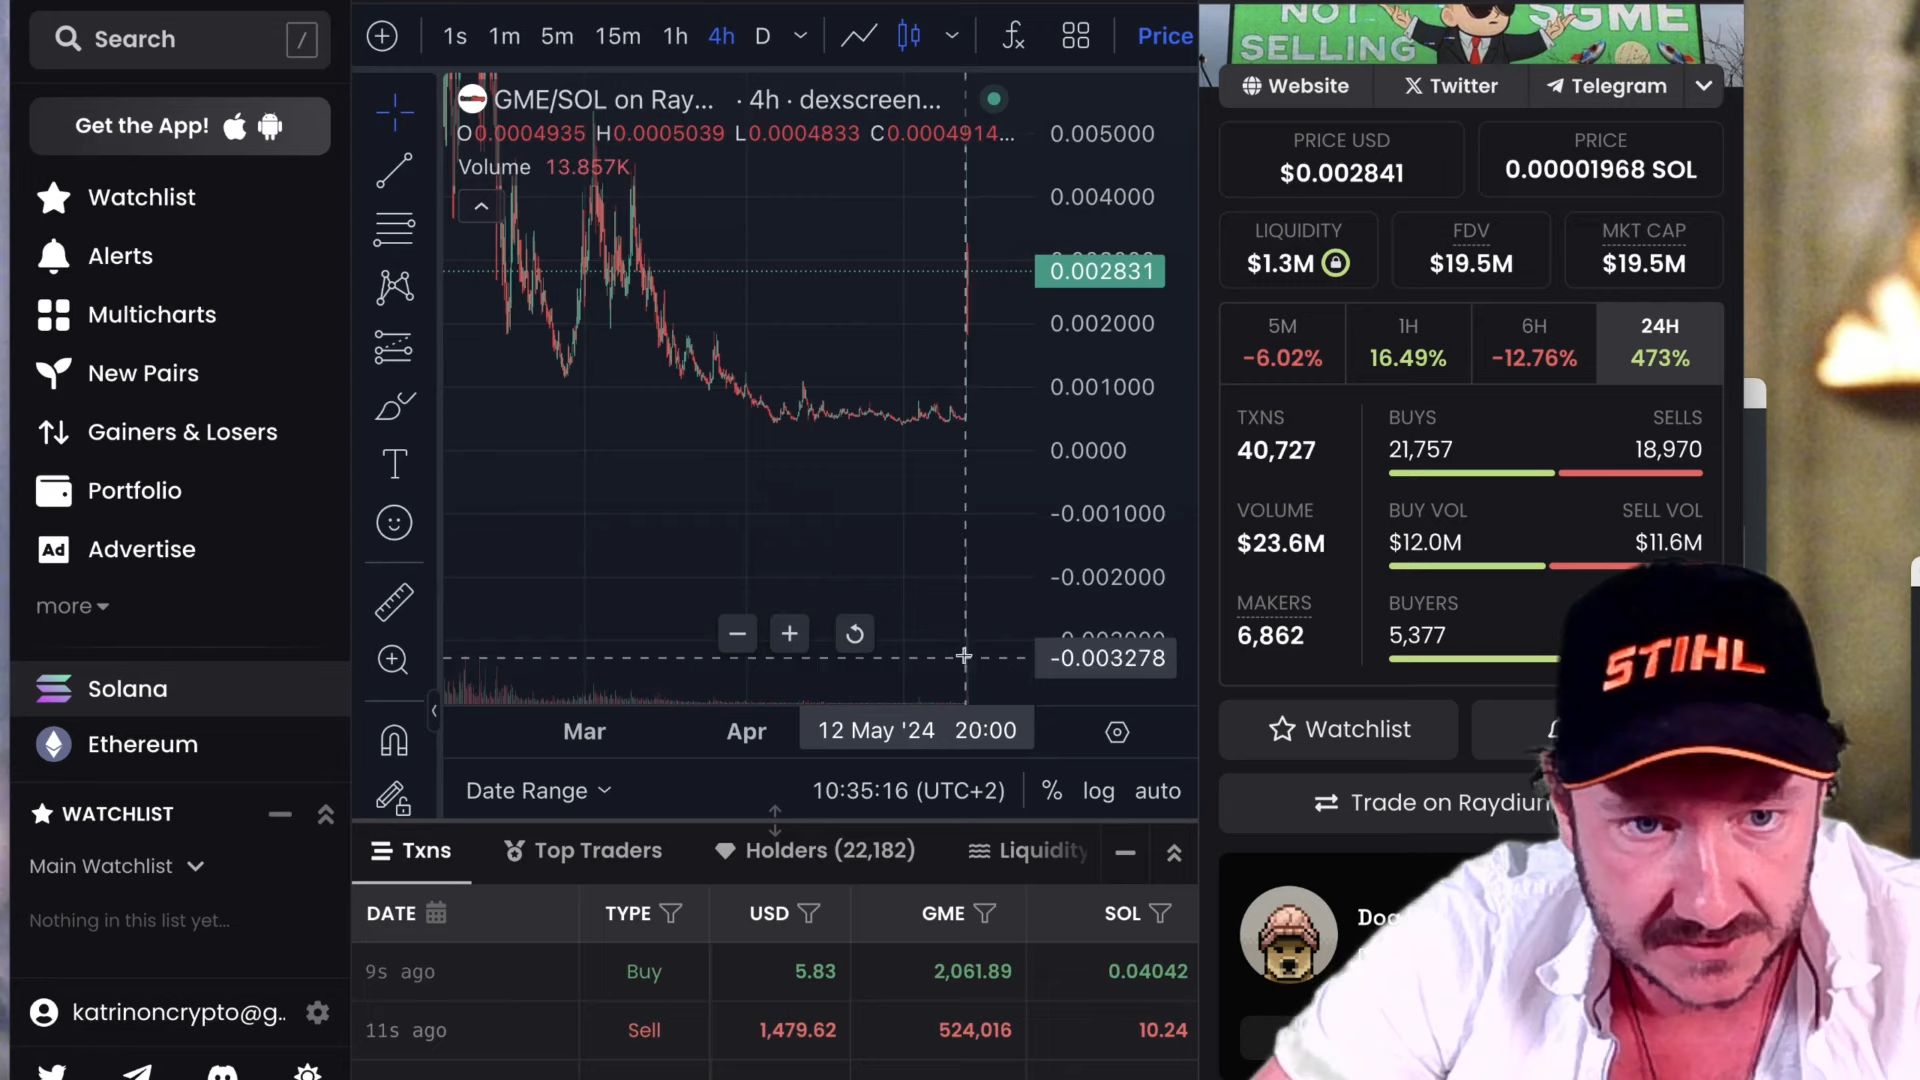 Search
/
Get the App!
Watchlist
Alerts
Multicharts
New Pairs
Gainers & Losers
Portfolio
Ad Advertise
more
Solana
Ethereum
WATCHLIST
Main Watchlist
Nothing in this list yet...
katrinoncrypto@g..
1s 1m 5m 15m 1h 4h D Price
GME/SOL on Ray... · 4h · dexscreen...
O0.0004935 H0.0005039 L0.0004833 C0.0004914...
Volume 13.857K
0.005000
0.004000
0.002831
0.002000
0.001000
0.0000
-0.001000
-0.002000
-0.003278
Mar Apr 12 May '24 20:00
Date Range 10:35:16 (UTC+2) % log auto
Txns Top Traders Holders (22,182) Liquidity
DATE TYPE USD GME SOL
9s ago Buy 5.83 2,061.89 0.04042
11s ago Sell 1,479.62 524,016 10.24
NOT
SELLING
$GME
Website Twitter Telegram
PRICE USD
$0.002841
PRICE
0.00001968 SOL
LIQUIDITY
$1.3M
FDV
$19.5M
MKT CAP
$19.5M
5M
-6.02%
1H
16.49%
6H
-12.76%
24H
473%
TXNS
40,727
BUYS
21,757
SELLS
18,970
VOLUME
$23.6M
BUY VOL
$12.0M
SELL VOL
$11.6M
MAKERS
6,862
BUYERS
5,377
Watchlist
Trade on Raydium
STIHL